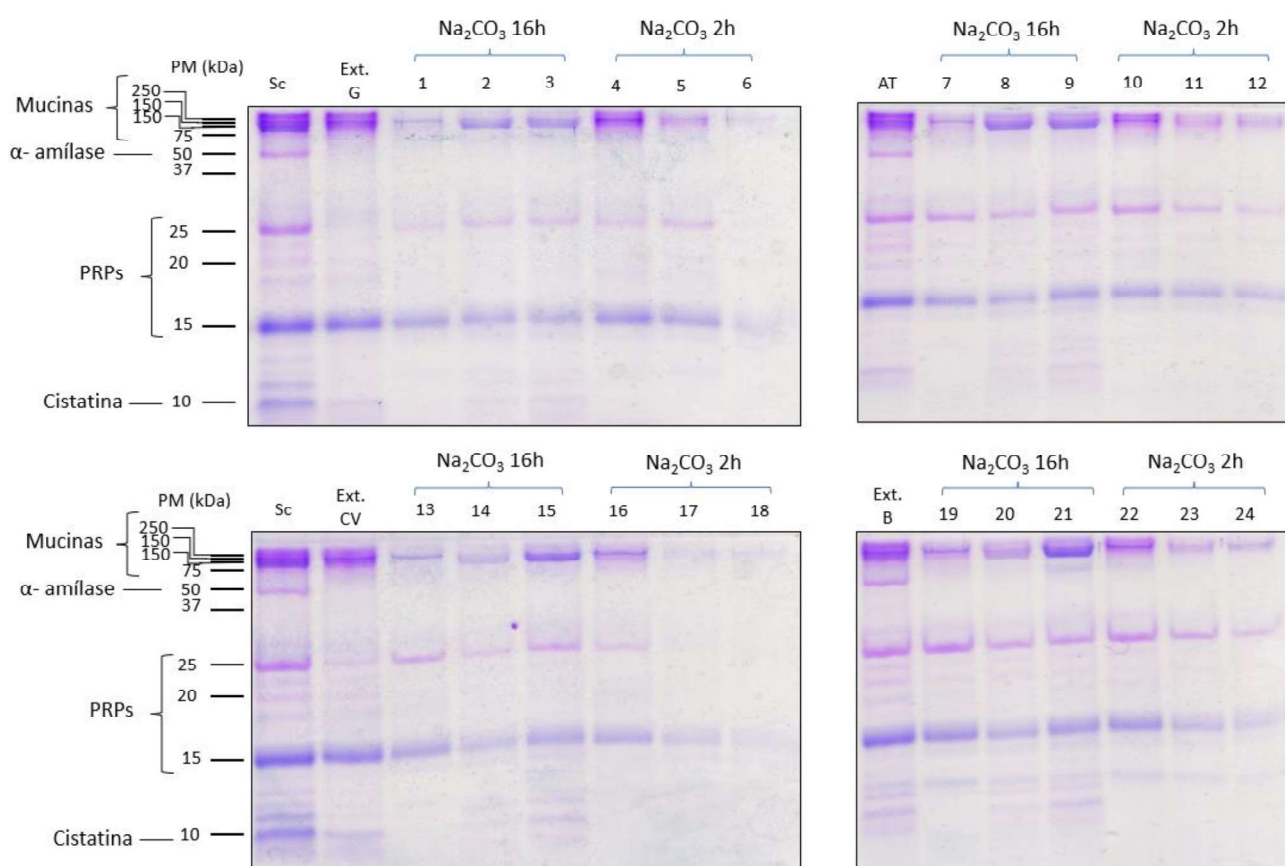 Na₂CO₃ 16h Na₂CO₃ 2h Na₂CO₃ 16h Na₂CO₃ 2h
PM (kDa) Sc Ext. G 1 2 3 4 5 6 AT 7 8 9 10 11 12
Mucinas
250
150
150
75
α- amílase 50
37
PRPs
25
20
15
Cistatina 10
Na₂CO₃ 16h Na₂CO₃ 2h Na₂CO₃ 16h Na₂CO₃ 2h
PM (kDa) Sc Ext. CV 13 14 15 16 17 18 Ext. B 19 20 21 22 23 24
Mucinas
250
150
150
75
α- amílase 50
37
PRPs
25
20
15
Cistatina 10